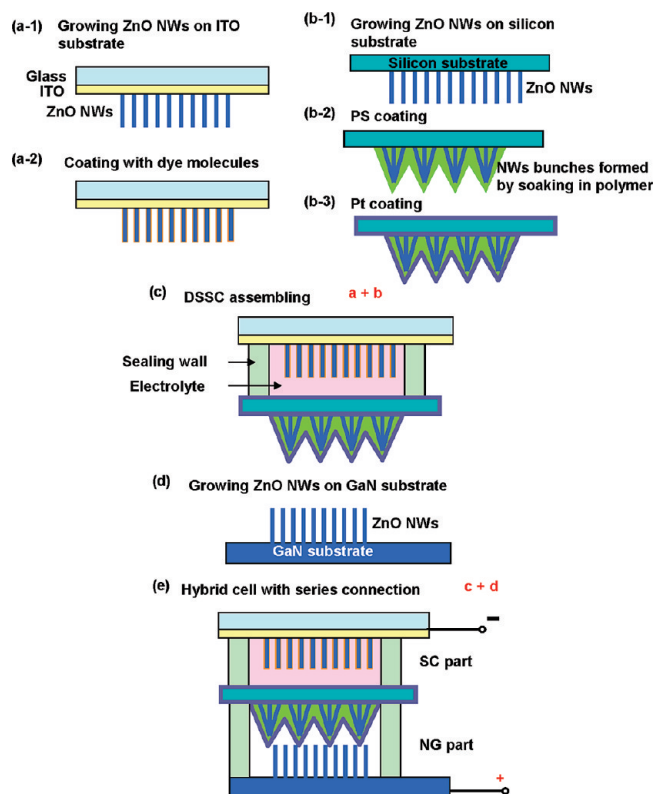 (a-1) Growing ZnO NWs on ITO
substrate
Glass
ITO
ZnO NWs
(a-2) Coating with dye molecules
(b-1) Growing ZnO NWs on silicon
substrate
Silicon substrate
ZnO NWs
(b-2) PS coating
NWs bunches formed
by soaking in polymer
(b-3) Pt coating
(c) DSSC assembling a + b
Sealing wall
Electrolyte
(d) Growing ZnO NWs on GaN substrate
ZnO NWs
GaN substrate
(e) Hybrid cell with series connection c + d
-
SC part
NG part
+